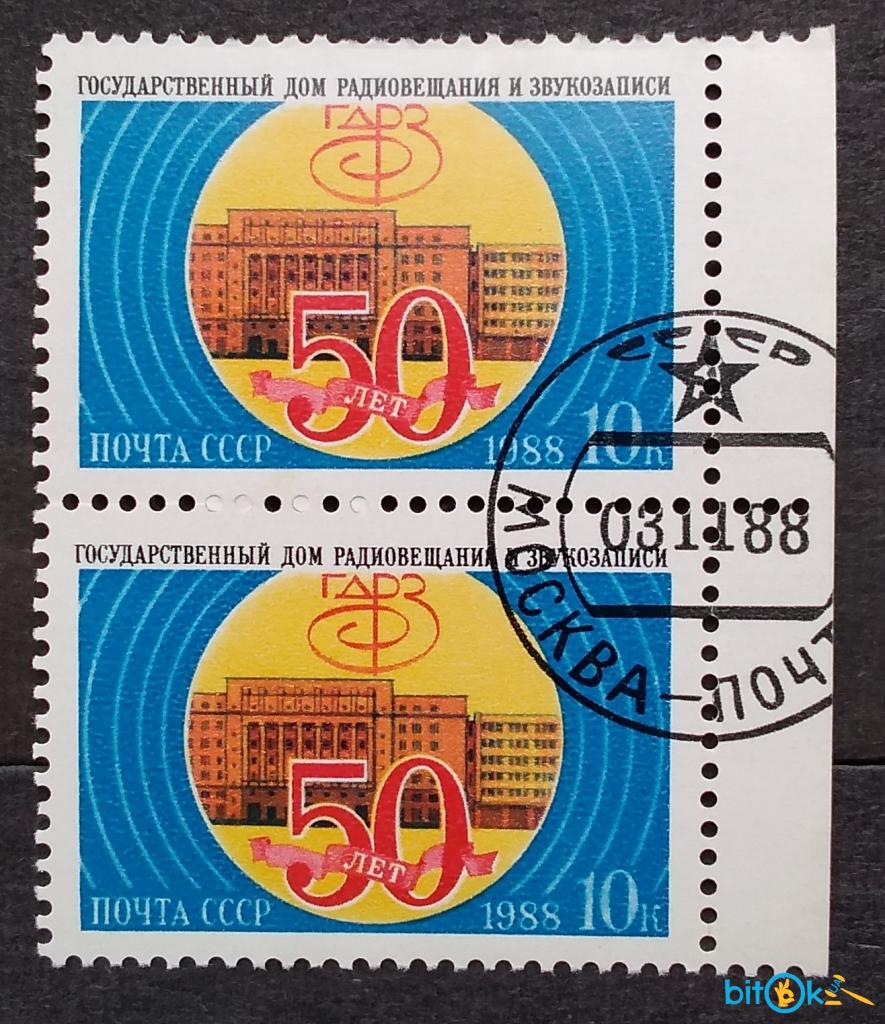 ГОСУДАРСТВЕННЫЙ ДОМ РАДИОВЕЩАНИЯ И ЗВУКОЗАПИСИ
ГДРЗ
50
ЛЕТ
ПОЧТА СССР 1988 10к
СССР
031188
МОСКВА-ПОЧТ
ГОСУДАРСТВЕННЫЙ ДОМ РАДИОВЕЩАНИЯ И ЗВУКОЗАПИСИ
ГДРЗ
50
ЛЕТ
ПОЧТА СССР 1988 10к
bitOk.UA